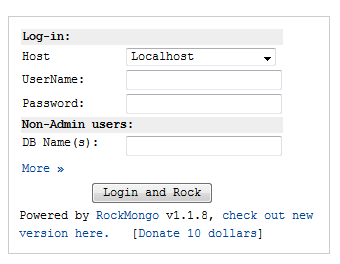 Log-in:
Host Localhost
UserName:
Password:
Non-Admin users:
DB Name(s):
More »
Login and Rock
Powered by RockMongo v1.1.8, check out new
version here. [Donate 10 dollars]